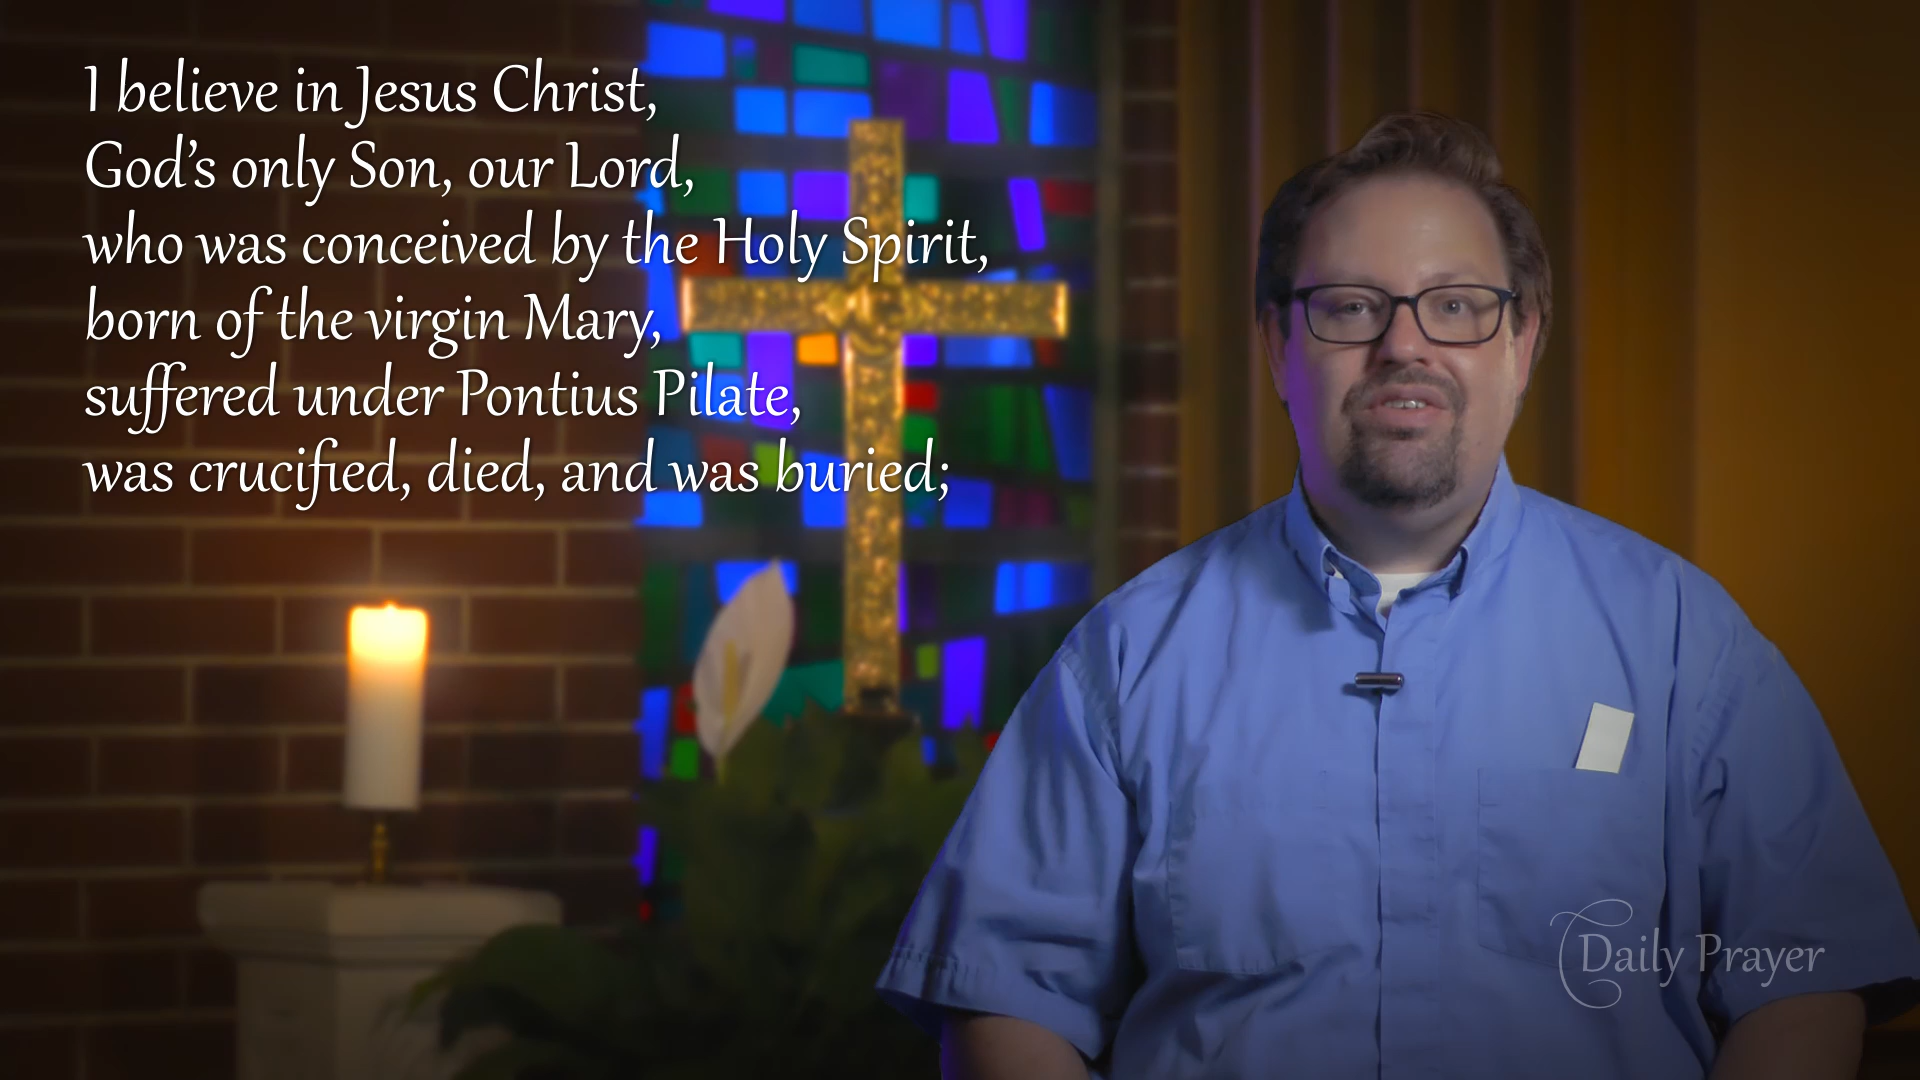 I believe in Jesus Christ,
God’s only Son, our Lord,
who was conceived by the Holy Spirit,
born of the virgin Mary,
suffered under Pontius Pilate,
was crucified, died, and was buried;
Daily Prayer